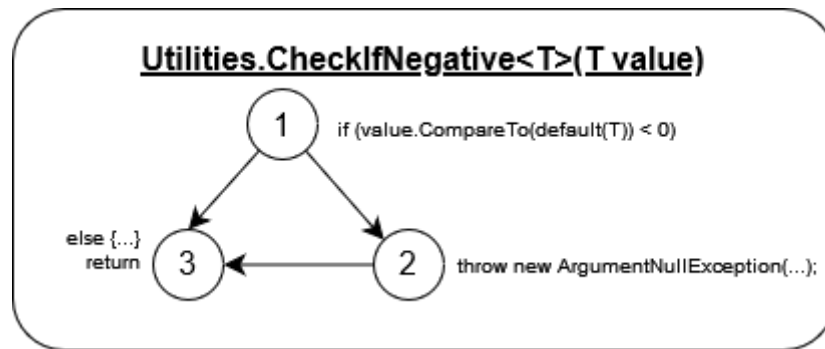 Utilities.CheckIfNegative<T>(T value)
1
if (value.CompareTo(default(T)) < 0)
else {...}
return
3
2
throw new ArgumentNullException(...);